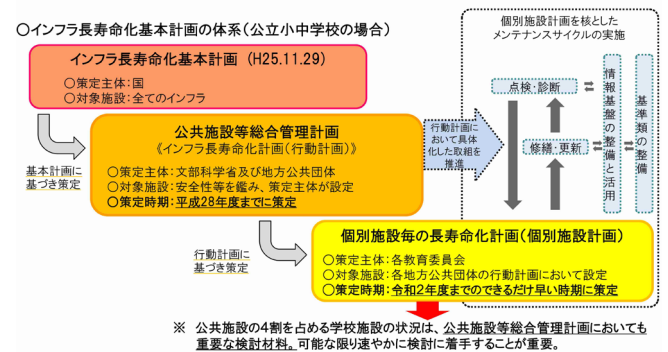 〇インフラ長寿命化基本計画の体系(公立小中学校の場合)
インフラ長寿命化基本計画 (H25.11.29)
〇策定主体:国
〇対象施設:全てのインフラ
基本計画に
基づき策定
公共施設等総合管理計画
《インフラ長寿命化計画(行動計画)》
〇策定主体:文部科学省及び地方公共団体
〇対象施設:安全性等を鑑み、策定主体が設定
〇策定時期:平成28年度までに策定
行動計画に
基づき策定
行動計画に
おいて具体
化した取組を
推進
個別施設計画を核とした
メンテナンスサイクルの実施
点検・診断
修繕・更新
情報基盤の整備と活用
基準類の整備
個別施設毎の長寿命化計画(個別施設計画)
〇策定主体:各教育委員会
〇対象施設:各地方公共団体の行動計画において設定
〇策定時期:令和2年度までのできるだけ早い時期に策定
※ 公共施設の4割を占める学校施設の状況は、公共施設等総合管理計画においても
重要な検討材料。可能な限り速やかに検討に着手することが重要。